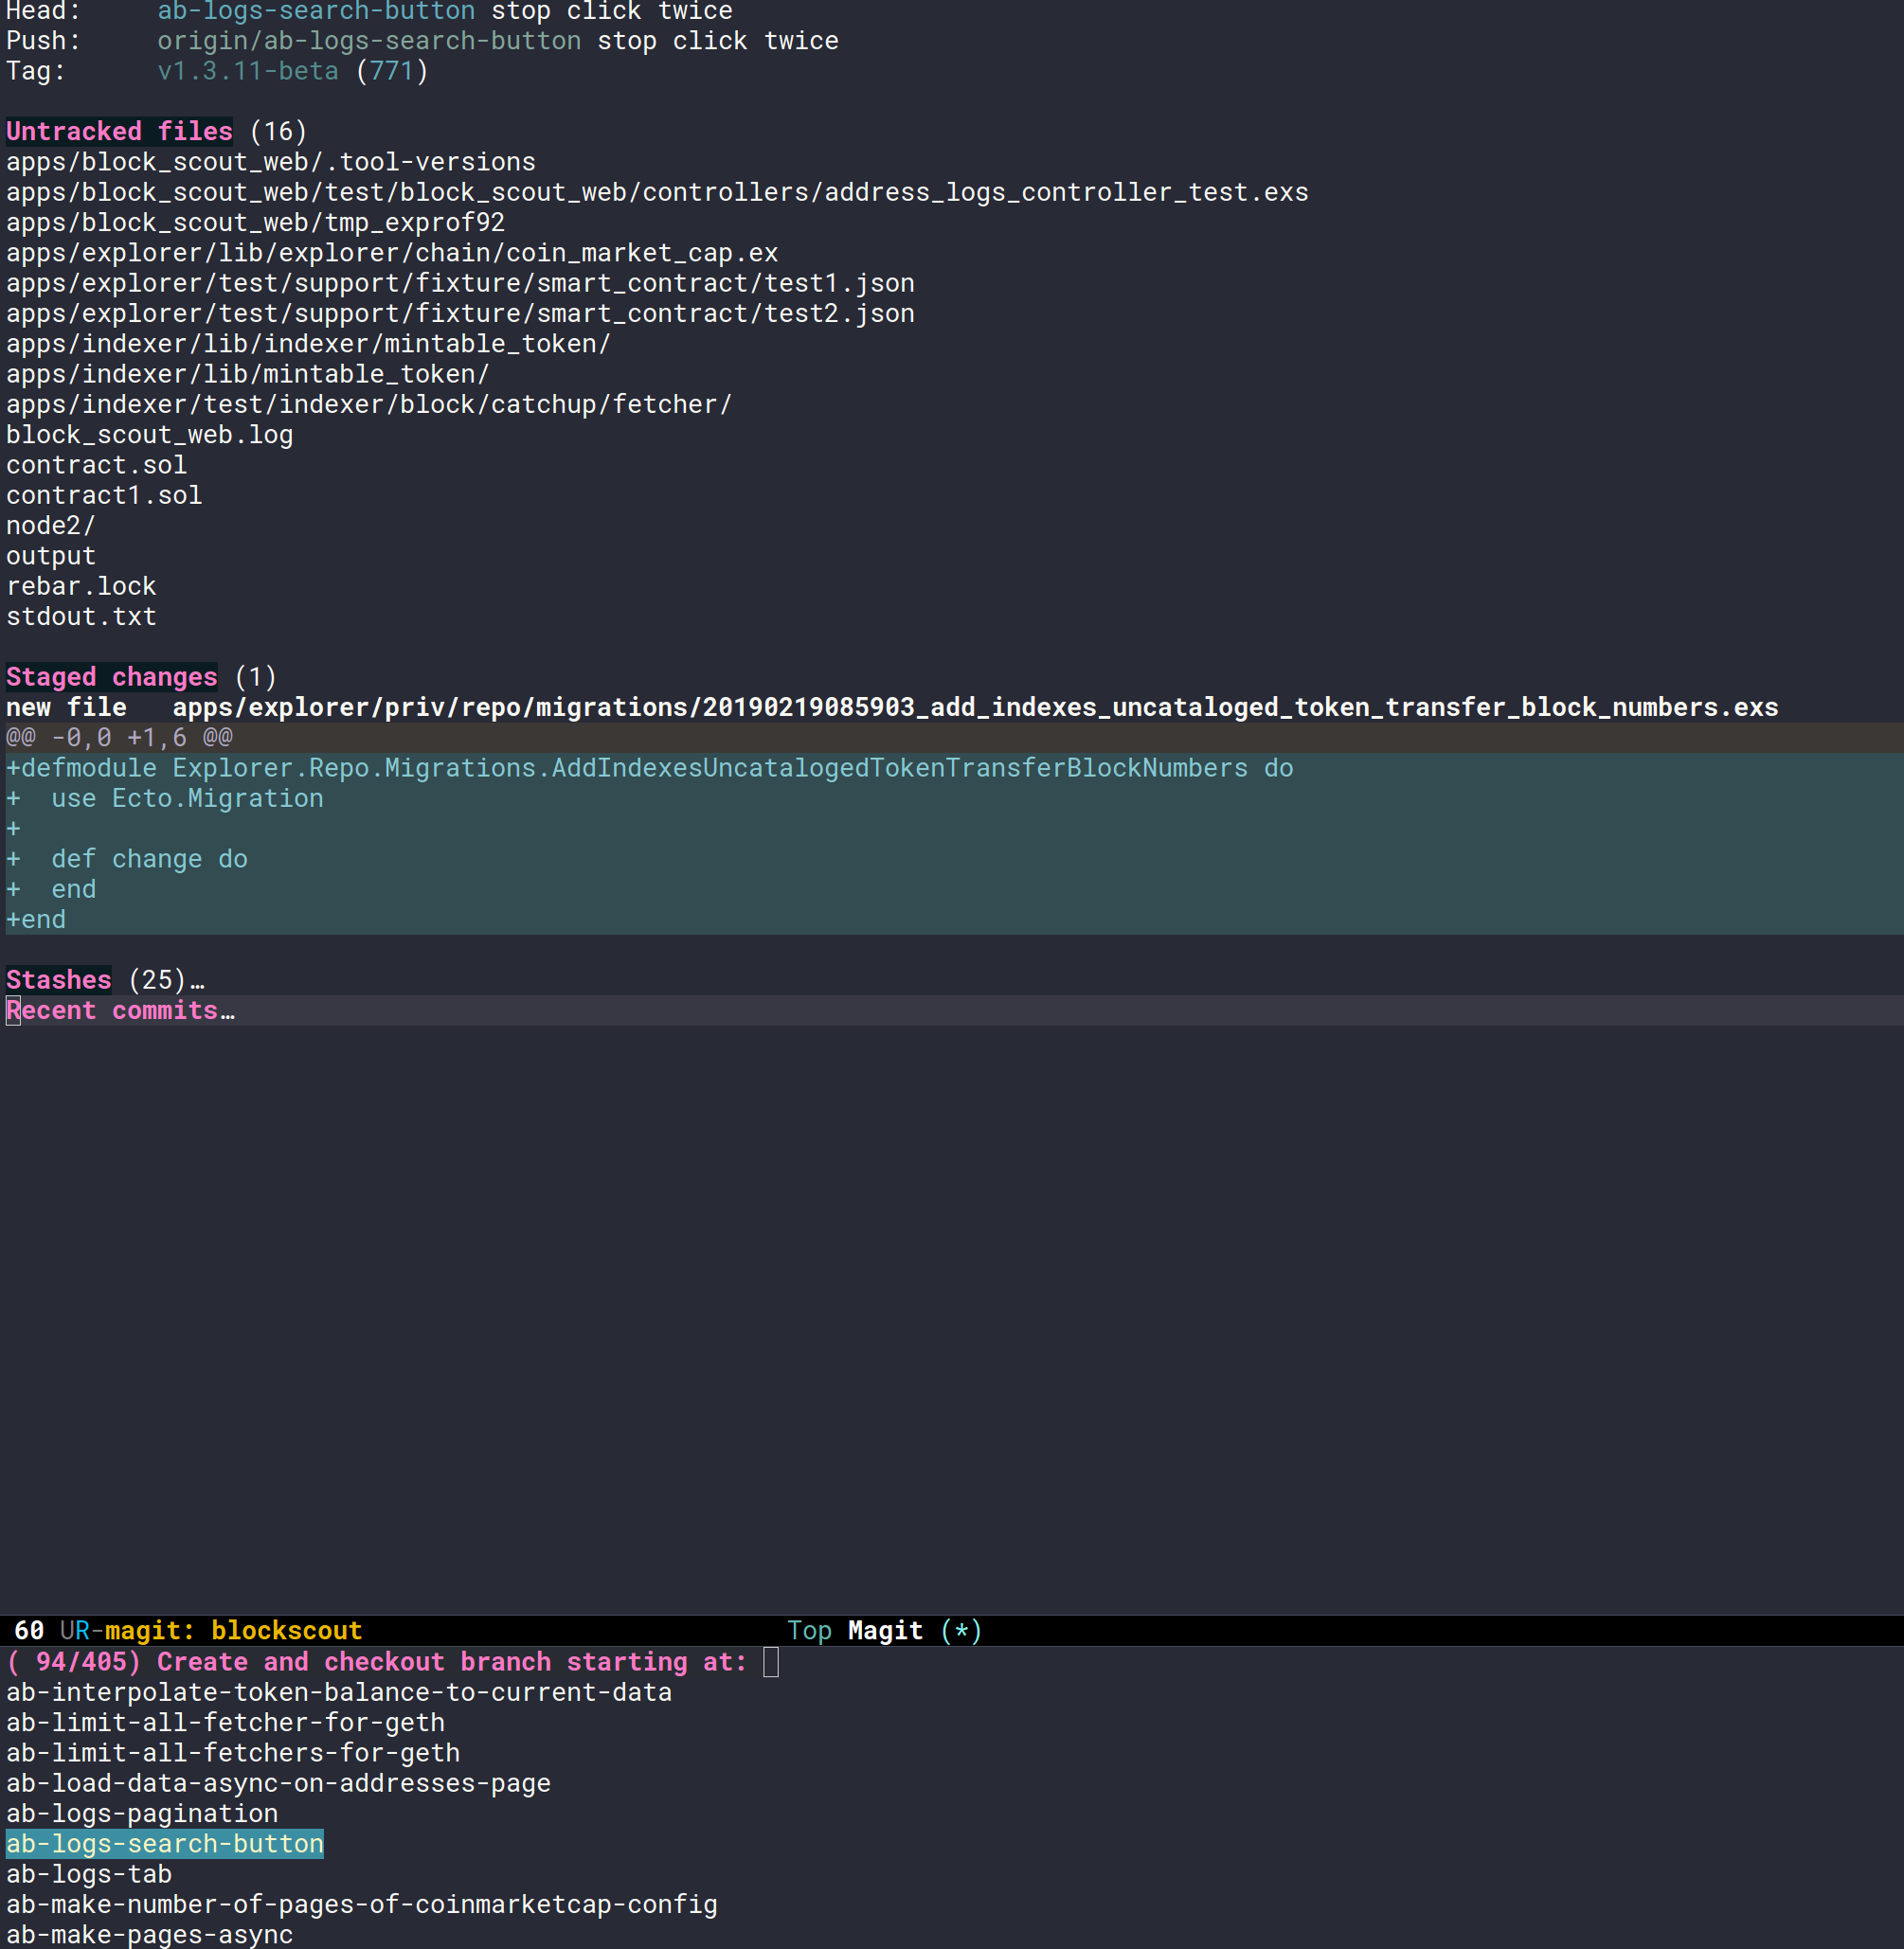 Head:     ab-logs-search-button stop click twice
Push:     origin/ab-logs-search-button stop click twice
Tag:      v1.3.11-beta (771)
Untracked files (16)
apps/block_scout_web/.tool-versions
apps/block_scout_web/test/block_scout_web/controllers/address_logs_controller_test.exs
apps/block_scout_web/tmp_exprof92
apps/explorer/lib/explorer/chain/coin_market_cap.ex
apps/explorer/test/support/fixture/smart_contract/test1.json
apps/explorer/test/support/fixture/smart_contract/test2.json
apps/indexer/lib/indexer/mintable_token/
apps/indexer/lib/mintable_token/
apps/indexer/test/indexer/block/catchup/fetcher/
block_scout_web.log
contract.sol
contract1.sol
node2/
output
rebar.lock
stdout.txt
Staged changes (1)
new file   apps/explorer/priv/repo/migrations/20190219085903_add_indexes_uncataloged_token_transfer_block_numbers.exs
@@ -0,0 +1,6 @@
+defmodule Explorer.Repo.Migrations.AddIndexesUncatalogedTokenTransferBlockNumbers do
+  use Ecto.Migration
+
+  def change do
+  end
+end
Stashes (25)…
Recent commits…
60 UR-magit: blockscout Top Magit (*)
( 94/405) Create and checkout branch starting at:
ab-interpolate-token-balance-to-current-data
ab-limit-all-fetcher-for-geth
ab-limit-all-fetchers-for-geth
ab-load-data-async-on-addresses-page
ab-logs-pagination
ab-logs-search-button
ab-logs-tab
ab-make-number-of-pages-of-coinmarketcap-config
ab-make-pages-async